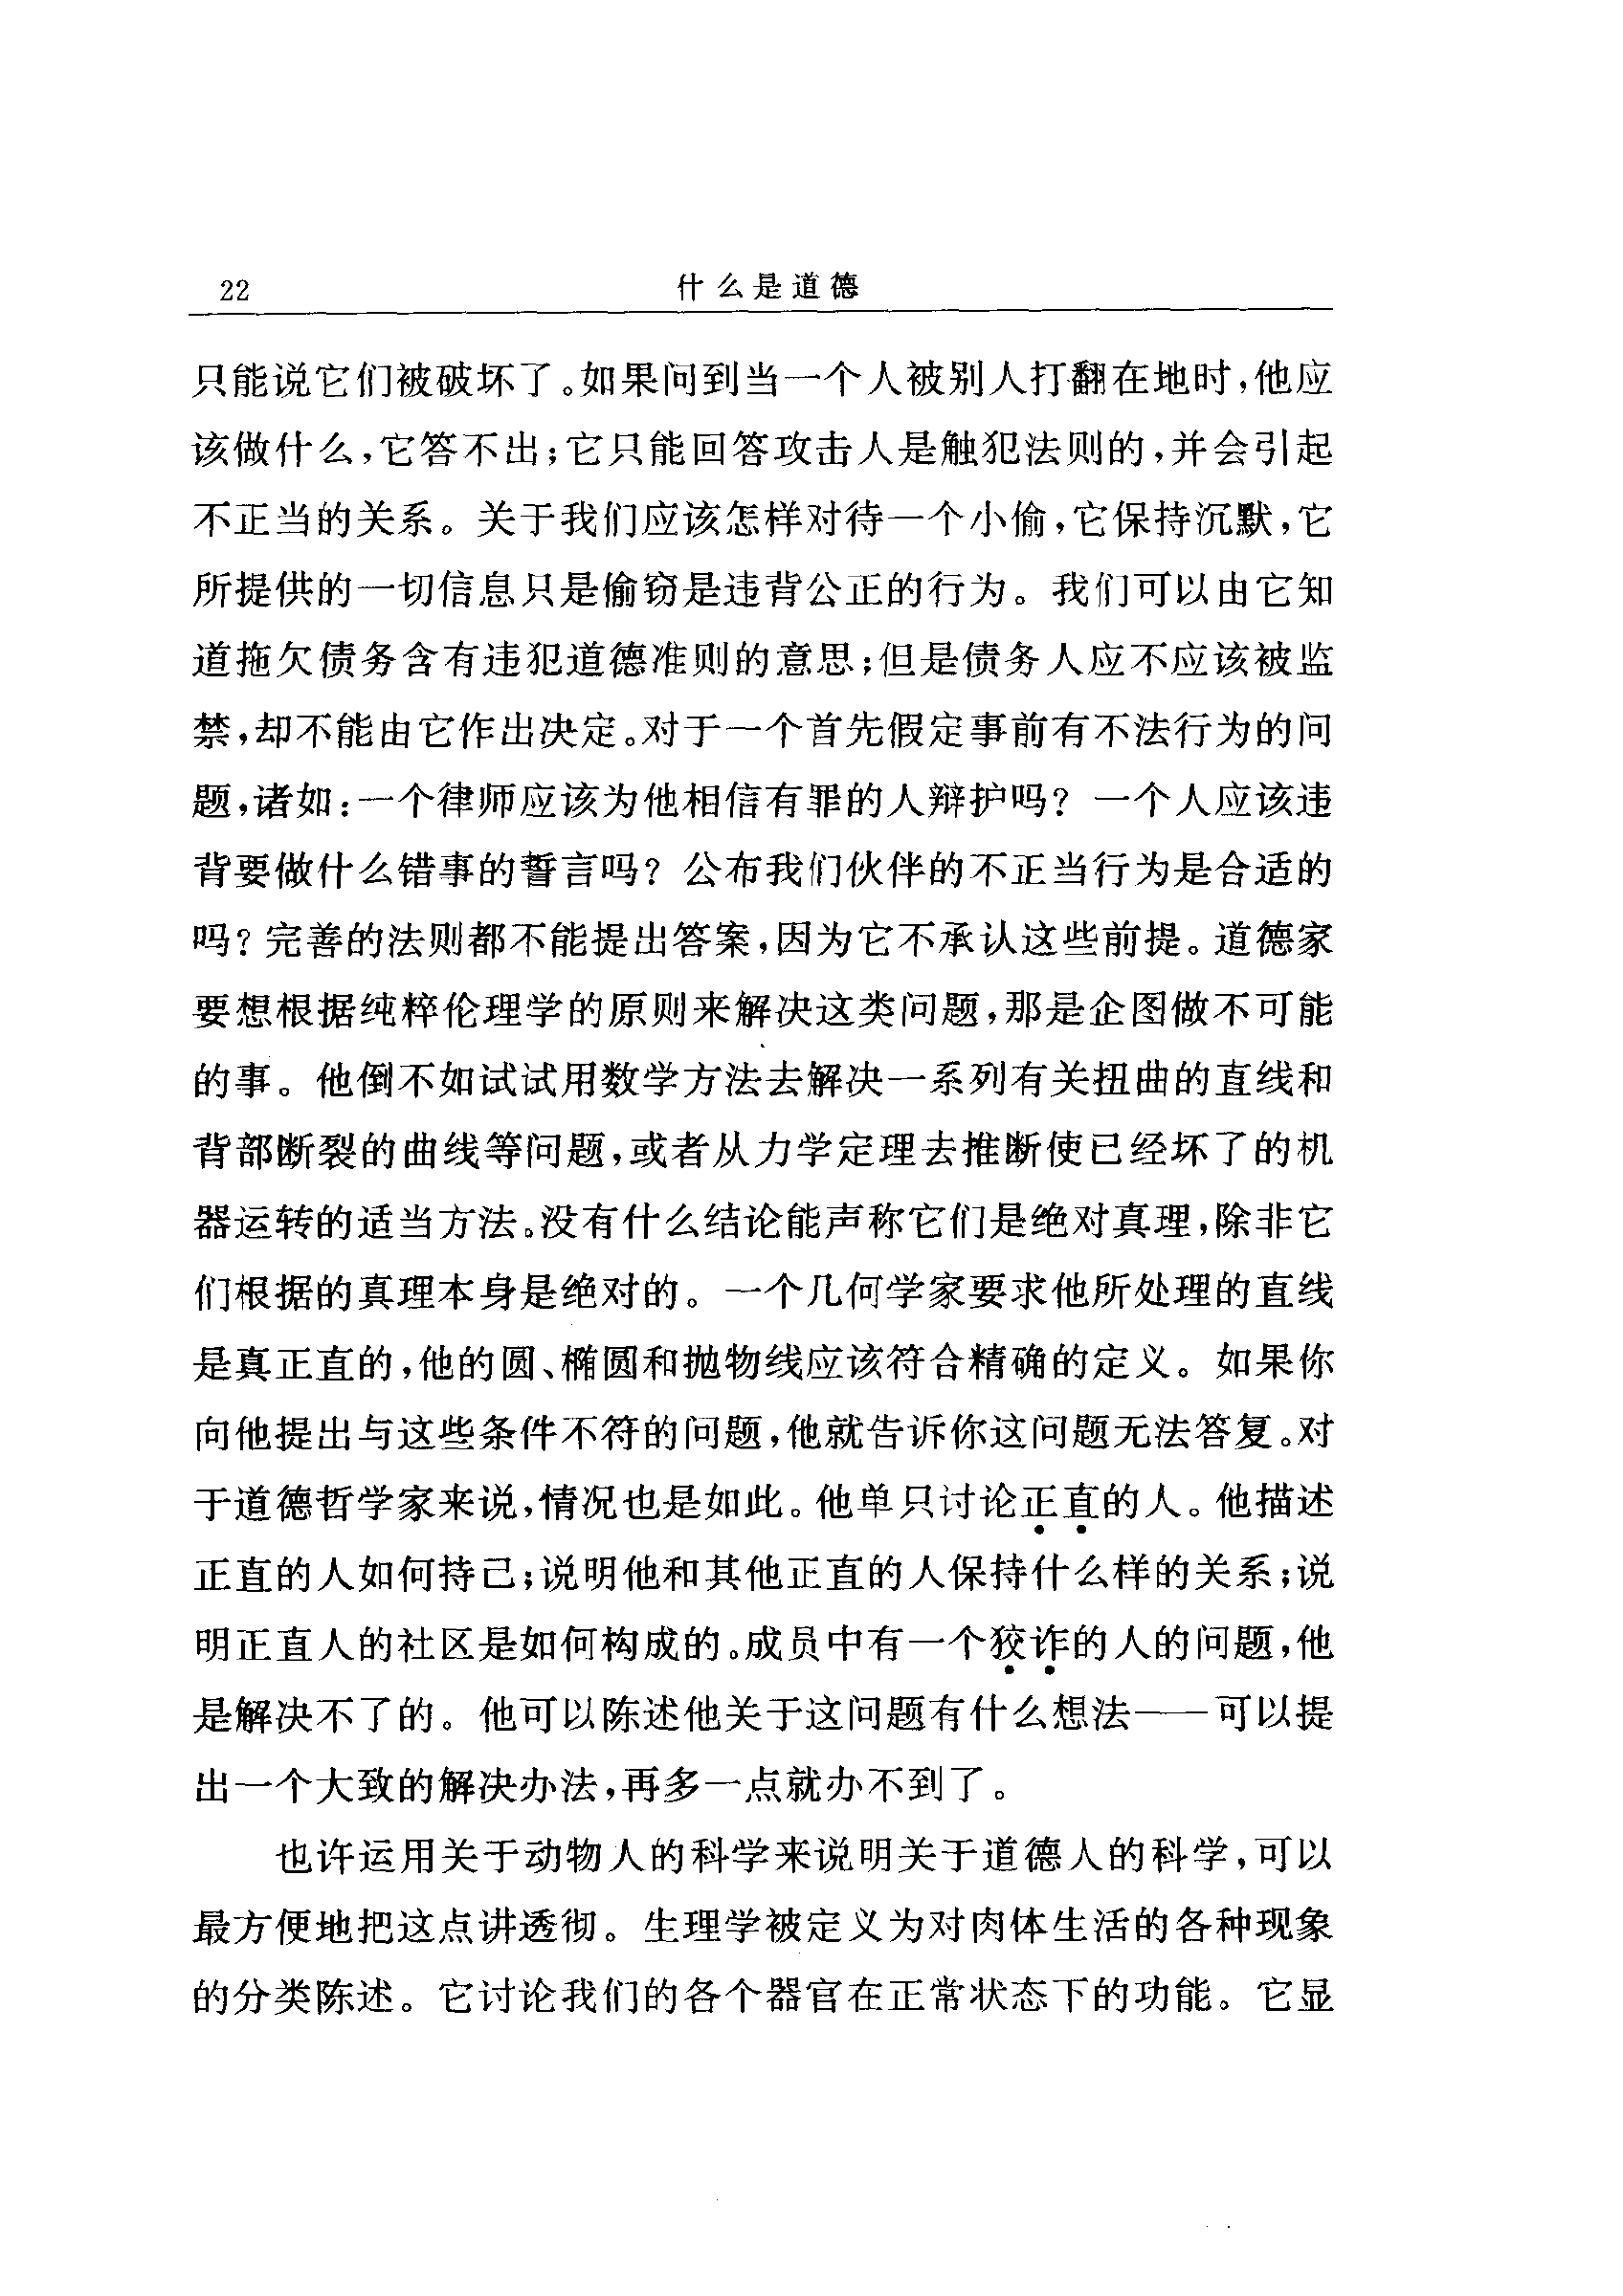 22 什么是道德
只能说它们被破坏了。如果问到当一个人被别人打翻在地时,他应
该做什么,它答不出;它只能回答攻击人是触犯法则的,并会引起
不正当的关系。关于我们应该怎样对待一个小偷,它保持沉默,它
所提供的一切信息只是偷窃是违背公正的行为。我们可以由它知
道拖欠债务含有违犯道德准则的意思;但是债务人应不应该被监
禁,却不能由它作出决定。对于一个首先假定事前有不法行为的问
题,诸如:一个律师应该为他相信有罪的人辩护吗?一个人应该违
背要做什么错事的誓言吗?公布我们伙伴的不正当行为是合适的
吗?完善的法则都不能提出答案,因为它不承认这些前提。道德家
要想根据纯粹伦理学的原则来解决这类问题,那是企图做不可能
的事。他倒不如试试用数学方法去解决一系列有关扭曲的直线和
背部断裂的曲线等问题,或者从力学定理去推断使已经坏了的机
器运转的适当方法。没有什么结论能声称它们是绝对真理,除非它
们根据的真理本身是绝对的。一个几何学家要求他所处理的直线
是真正直的,他的圆、椭圆和抛物线应该符合精确的定义。如果你
向他提出与这些条件不符的问题,他就告诉你这问题无法答复。对
于道德哲学家来说,情况也是如此。他单只讨论正直的人。他描述
正直的人如何持己;说明他和其他正直的人保持什么样的关系;说
明正直人的社区是如何构成的。成员中有一个狡诈的人的问题,他
是解决不了的。他可以陈述他关于这问题有什么想法——可以提
出一个大致的解决办法,再多一点就办不到了。
也许运用关于动物人的科学来说明关于道德人的科学,可以
最方便地把这点讲透彻。生理学被定义为对肉体生活的各种现象
的分类陈述。它讨论我们的各个器官在正常状态下的功能。它显